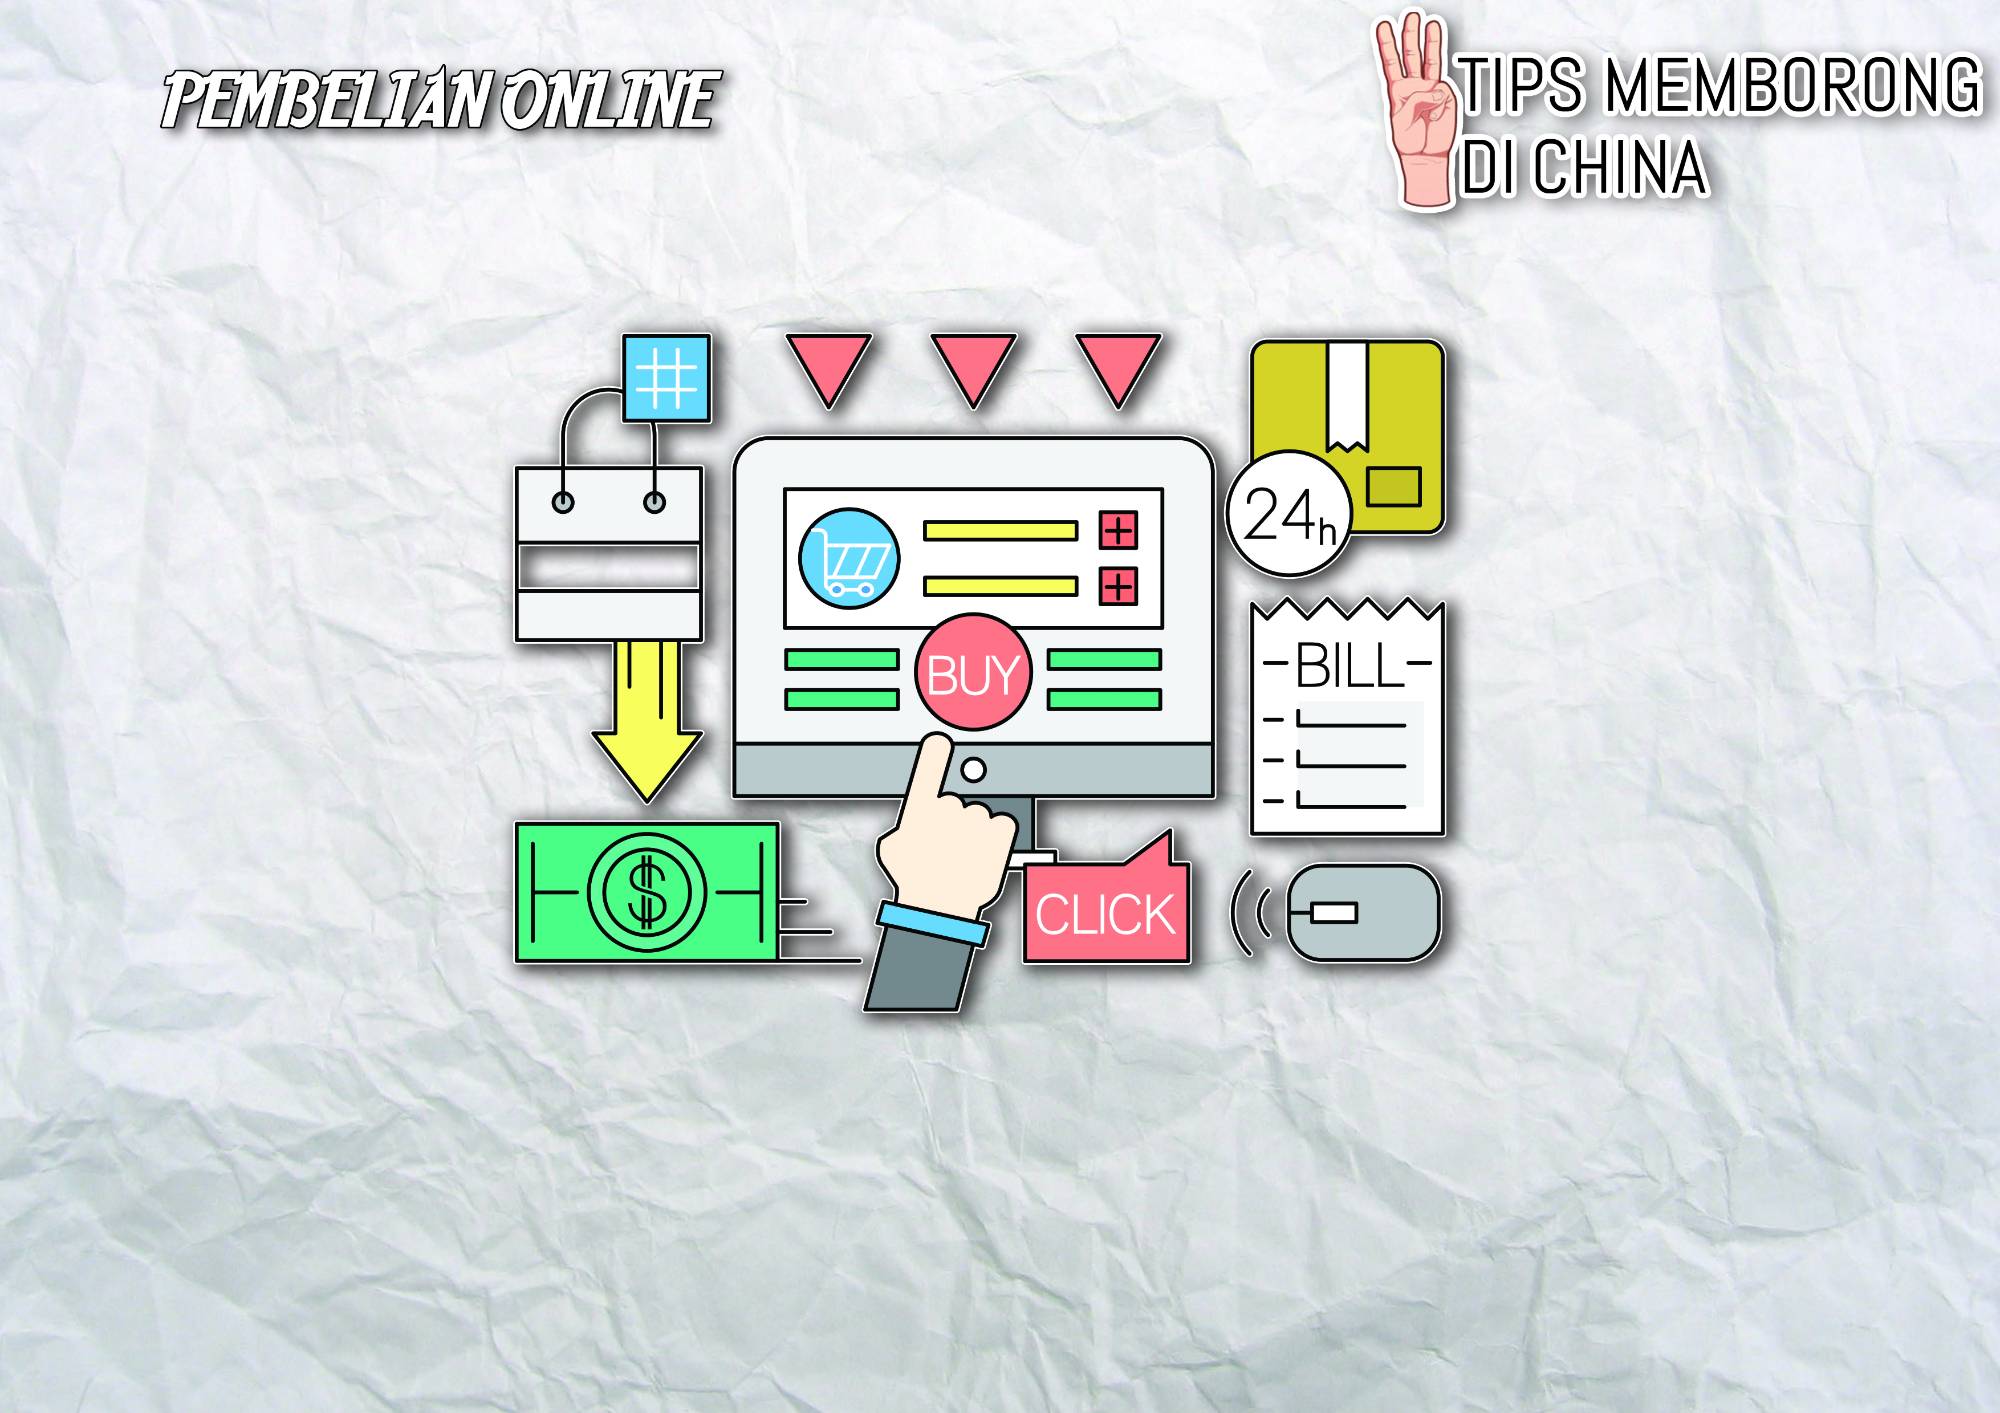 PEMBELIAN ONLINE
TIPS MEMBORONG
DI CHINA
#
24h
BUY
-BILL-
$
CLICK